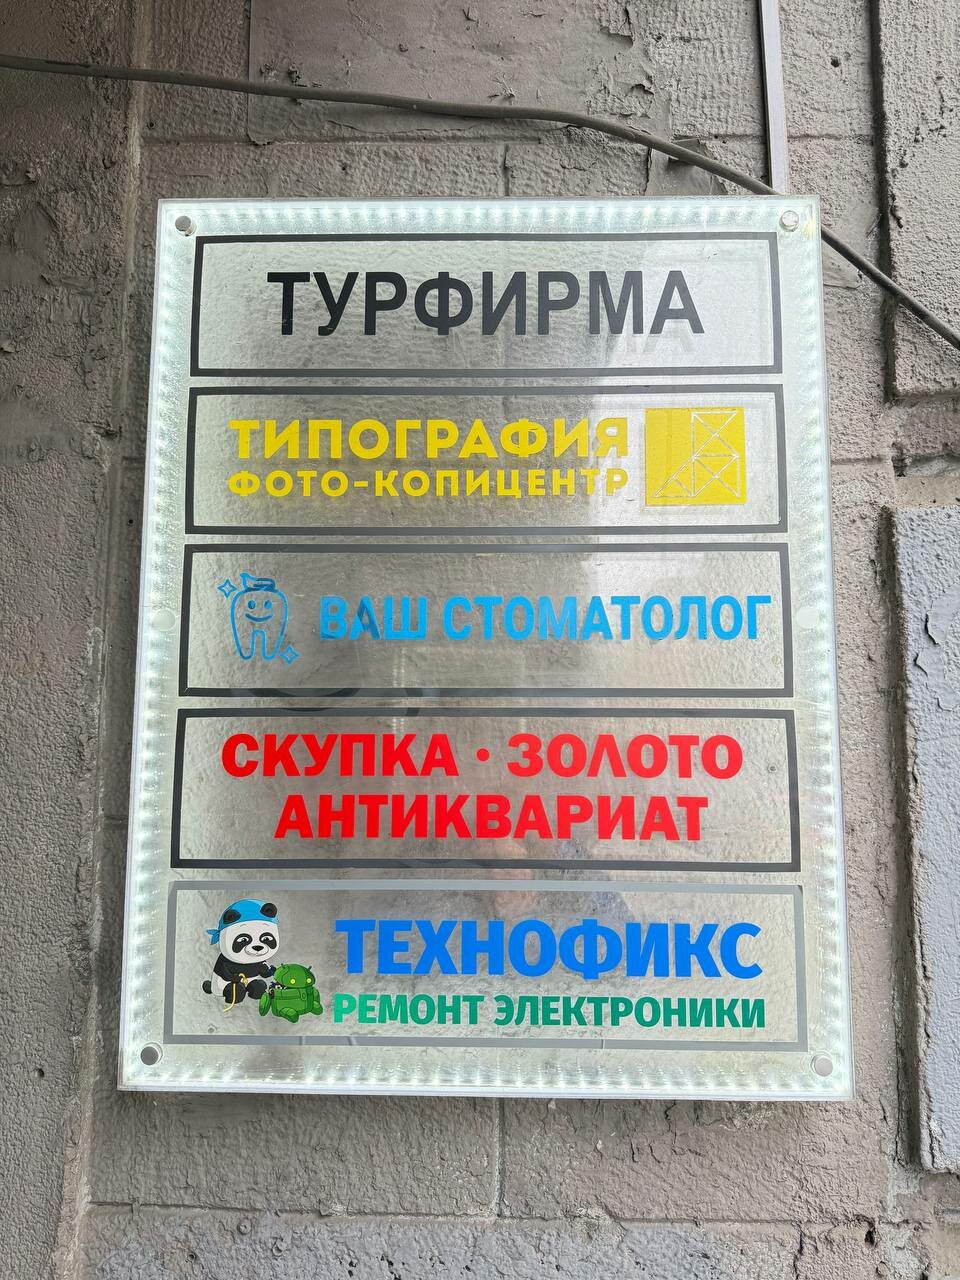 ТУРФИРМА
ТИПОГРАФИЯ
ФОТО-КОПИЦЕНТР
ВАШ СТОМАТОЛОГ
СКУПКА · ЗОЛОТО
АНТИКВАРИАТ
ТЕХНОФИКС
РЕМОНТ ЭЛЕКТРОНИКИ